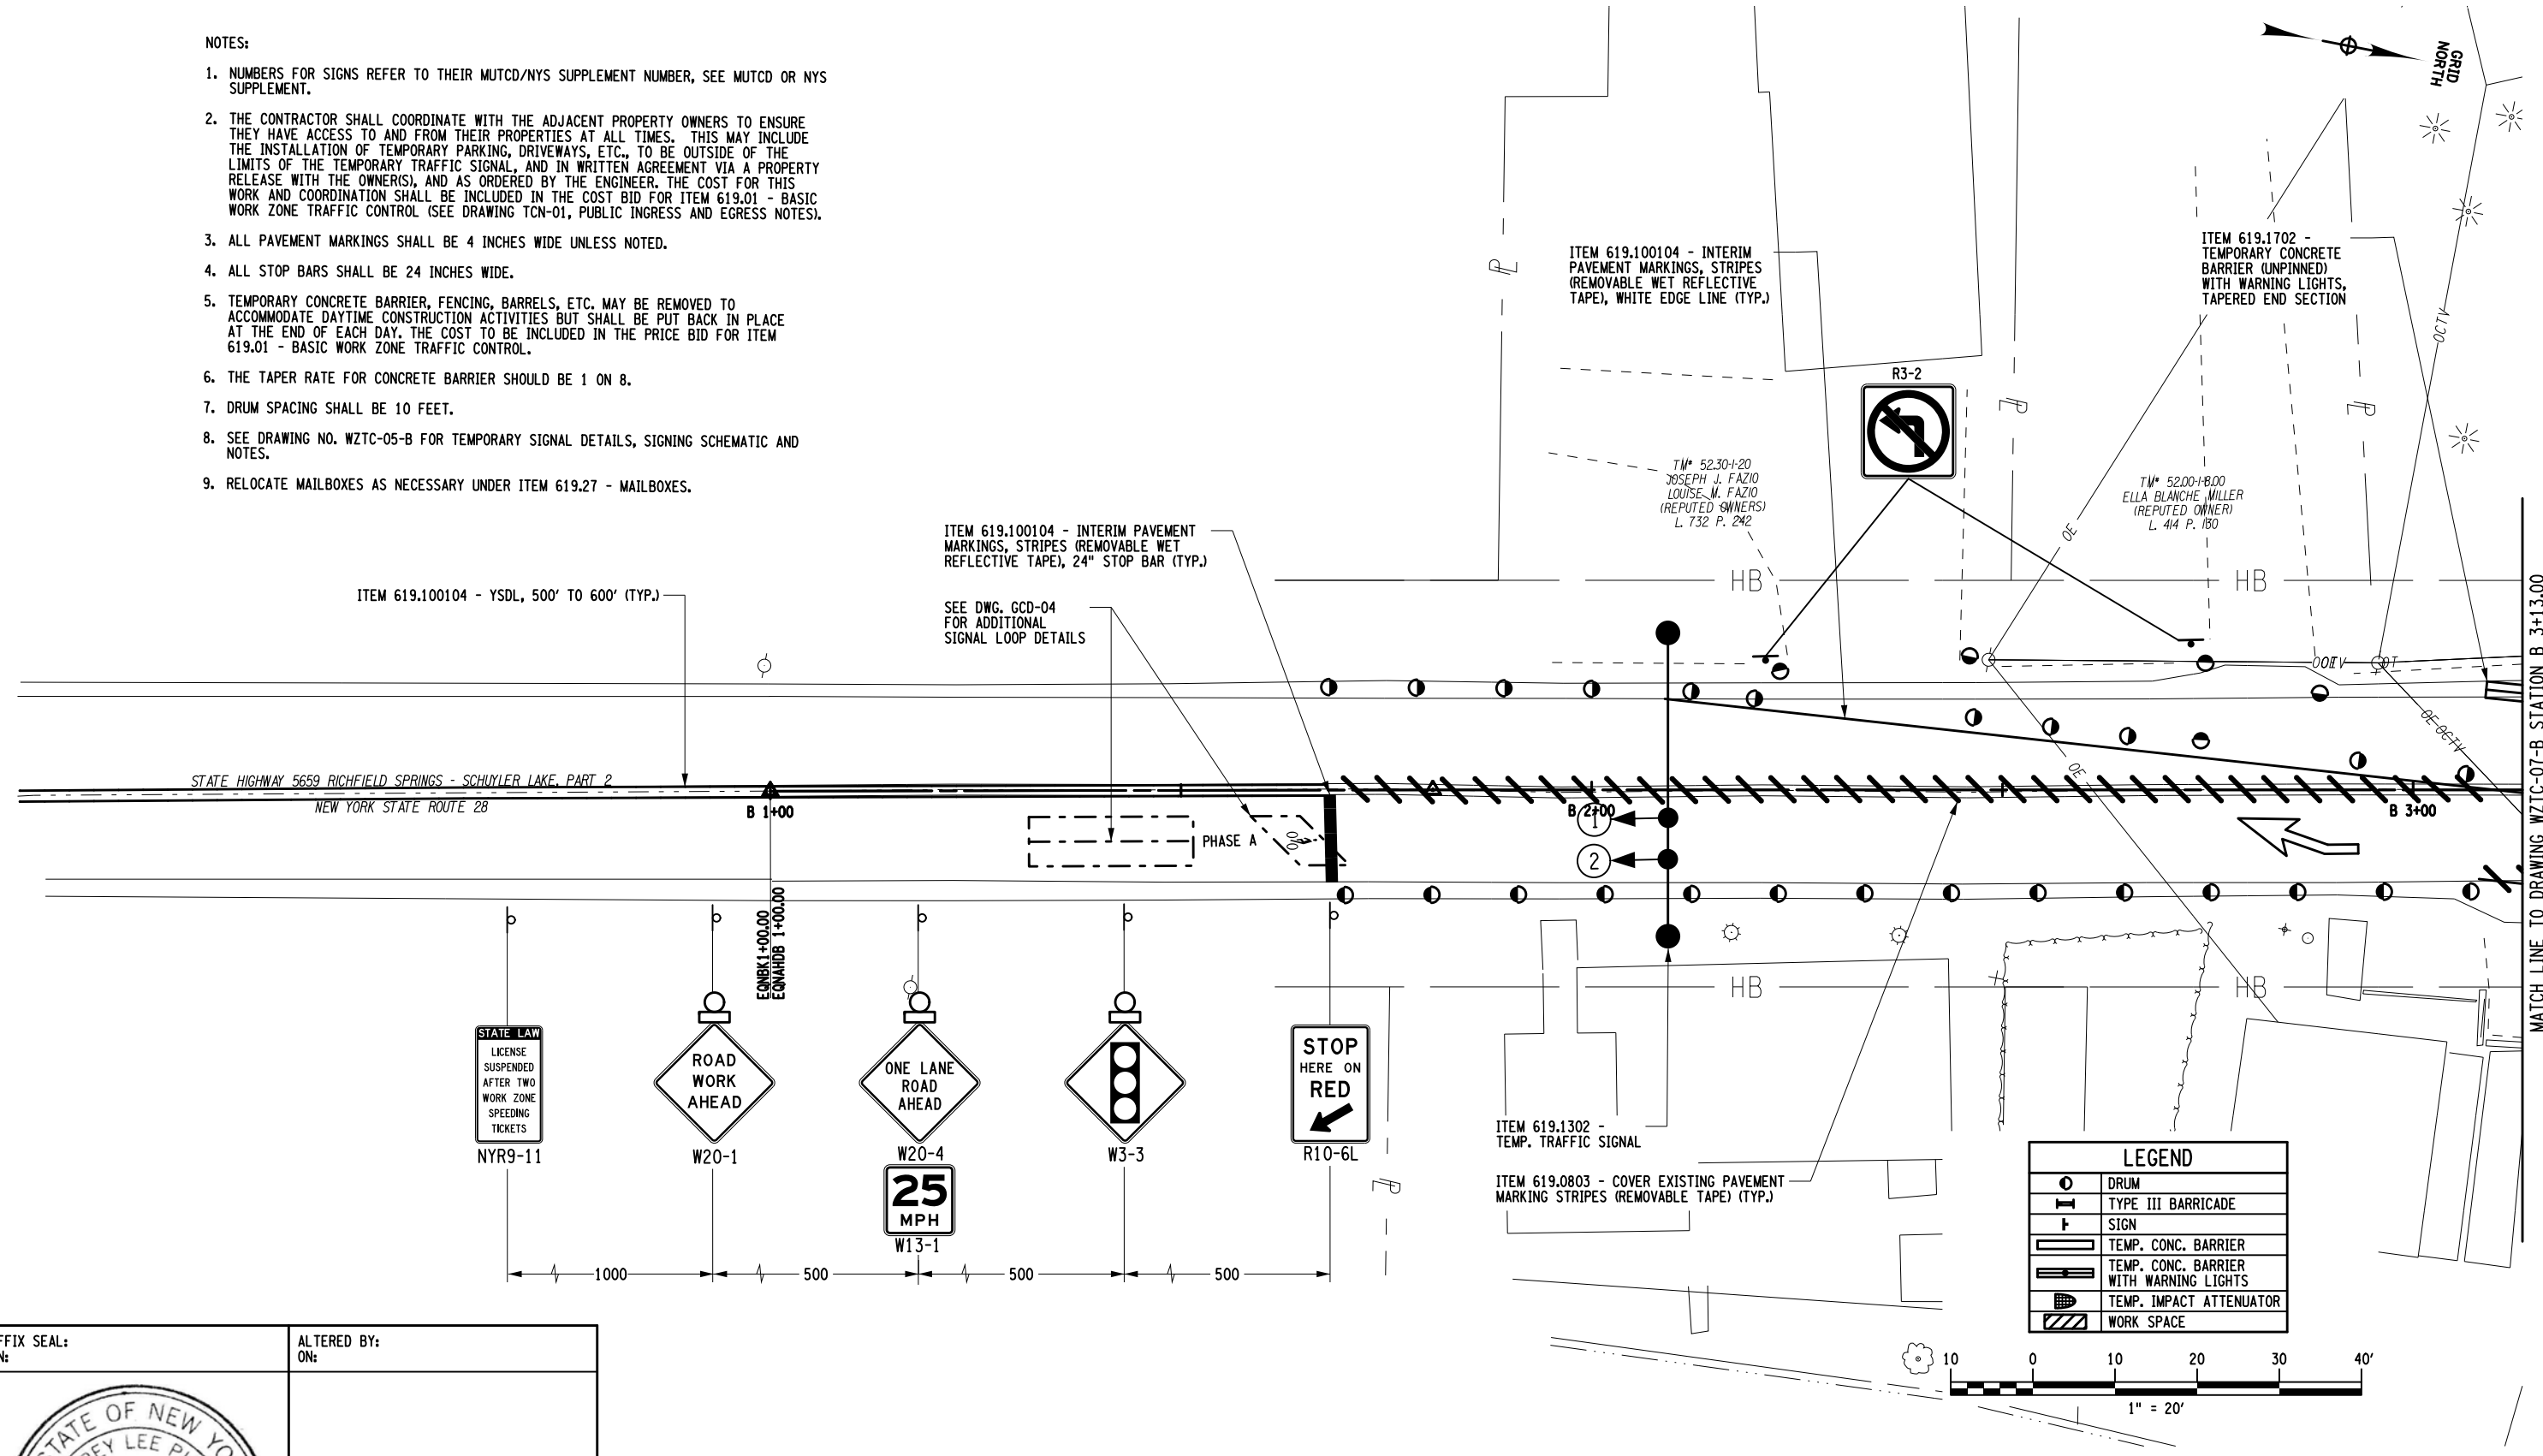 NOTES:
1. NUMBERS FOR SIGNS REFER TO THEIR MUTCD/NYS SUPPLEMENT NUMBER, SEE MUTCD OR NYS
SUPPLEMENT.
2. THE CONTRACTOR SHALL COORDINATE WITH THE ADJACENT PROPERTY OWNERS TO ENSURE
THEY HAVE ACCESS TO AND FROM THEIR PROPERTIES AT ALL TIMES. THIS MAY INCLUDE
THE INSTALLATION OF TEMPORARY PARKING, DRIVEWAYS, ETC., TO BE OUTSIDE OF THE
LIMITS OF THE TEMPORARY TRAFFIC SIGNAL, AND IN WRITTEN AGREEMENT VIA A PROPERTY
RELEASE WITH THE OWNER(S), AND AS ORDERED BY THE ENGINEER. THE COST FOR THIS
WORK AND COORDINATION SHALL BE INCLUDED IN THE COST BID FOR ITEM 619.01 - BASIC
WORK ZONE TRAFFIC CONTROL (SEE DRAWING TCN-01, PUBLIC INGRESS AND EGRESS NOTES).
3. ALL PAVEMENT MARKINGS SHALL BE 4 INCHES WIDE UNLESS NOTED.
4. ALL STOP BARS SHALL BE 24 INCHES WIDE.
5. TEMPORARY CONCRETE BARRIER, FENCING, BARRELS, ETC. MAY BE REMOVED TO
ACCOMMODATE DAYTIME CONSTRUCTION ACTIVITIES BUT SHALL BE PUT BACK IN PLACE
AT THE END OF EACH DAY. THE COST TO BE INCLUDED IN THE PRICE BID FOR ITEM
619.01 - BASIC WORK ZONE TRAFFIC CONTROL.
6. THE TAPER RATE FOR CONCRETE BARRIER SHOULD BE 1 ON 8.
7. DRUM SPACING SHALL BE 10 FEET.
8. SEE DRAWING NO. WZTC-05-B FOR TEMPORARY SIGNAL DETAILS, SIGNING SCHEMATIC AND
NOTES.
9. RELOCATE MAILBOXES AS NECESSARY UNDER ITEM 619.27 - MAILBOXES.
GRID
NORTH
ITEM 619.100104 - INTERIM
PAVEMENT MARKINGS, STRIPES
(REMOVABLE WET REFLECTIVE
TAPE), WHITE EDGE LINE (TYP.)
ITEM 619.1702 -
TEMPORARY CONCRETE
BARRIER (UNPINNED)
WITH WARNING LIGHTS,
TAPERED END SECTION
OCTV
PL
PL
PL
R3-2
TM# 52.30-1-20
JOSEPH J. FAZIO
LOUISE M. FAZIO
(REPUTED OWNERS)
L. 732 P. 242
TM# 52.00-1-8.00
ELLA BLANCHE MILLER
(REPUTED OWNER)
L. 414 P. 130
OE
ITEM 619.100104 - INTERIM PAVEMENT
MARKINGS, STRIPES (REMOVABLE WET
REFLECTIVE TAPE), 24" STOP BAR (TYP.)
ITEM 619.100104 - YSDL, 500' TO 600' (TYP.)
SEE DWG. GCD-04
FOR ADDITIONAL
SIGNAL LOOP DETAILS
HB
HB
OE OCTV
OE
STATE HIGHWAY 5659 RICHFIELD SPRINGS - SCHUYLER LAKE, PART 2
NEW YORK STATE ROUTE 28
B 1+00
B 2+00
B 3+00
PHASE A
1
2
EQNBK1+00.00
EQNAHDB 1+00.00
MATCH LINE TO DRAWING WZTC-07-B STATION B 3+13.00
HB
HB
STATE LAW
LICENSE
SUSPENDED
AFTER TWO
WORK ZONE
SPEEDING
TICKETS
NYR9-11
ROAD
WORK
AHEAD
W20-1
ONE LANE
ROAD
AHEAD
W20-4
25
MPH
W13-1
W3-3
STOP
HERE ON
RED
R10-6L
1000
500
500
500
PL
ITEM 619.1302 -
TEMP. TRAFFIC SIGNAL
ITEM 619.0803 - COVER EXISTING PAVEMENT
MARKING STRIPES (REMOVABLE TAPE) (TYP.)
LEGEND
DRUM
TYPE III BARRICADE
SIGN
TEMP. CONC. BARRIER
TEMP. CONC. BARRIER
WITH WARNING LIGHTS
TEMP. IMPACT ATTENUATOR
WORK SPACE
10 0 10 20 30 40'
1" = 20'
FFIX SEAL:
N:
ALTERED BY:
ON:
STATE OF NEW YO
EY LEE